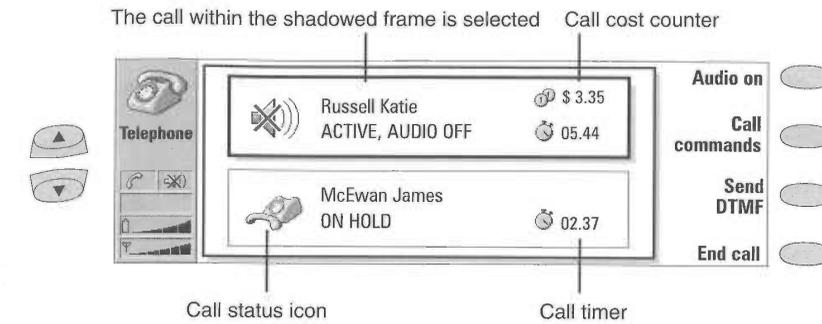 The call within the shadowed frame is selected
Call cost counter
Telephone
Russell Katie
$ 3.35
ACTIVE, AUDIO OFF
05.44
McEwan James
ON HOLD
02.37
Audio on
Call
commands
Send
DTMF
End call
Call status icon
Call timer